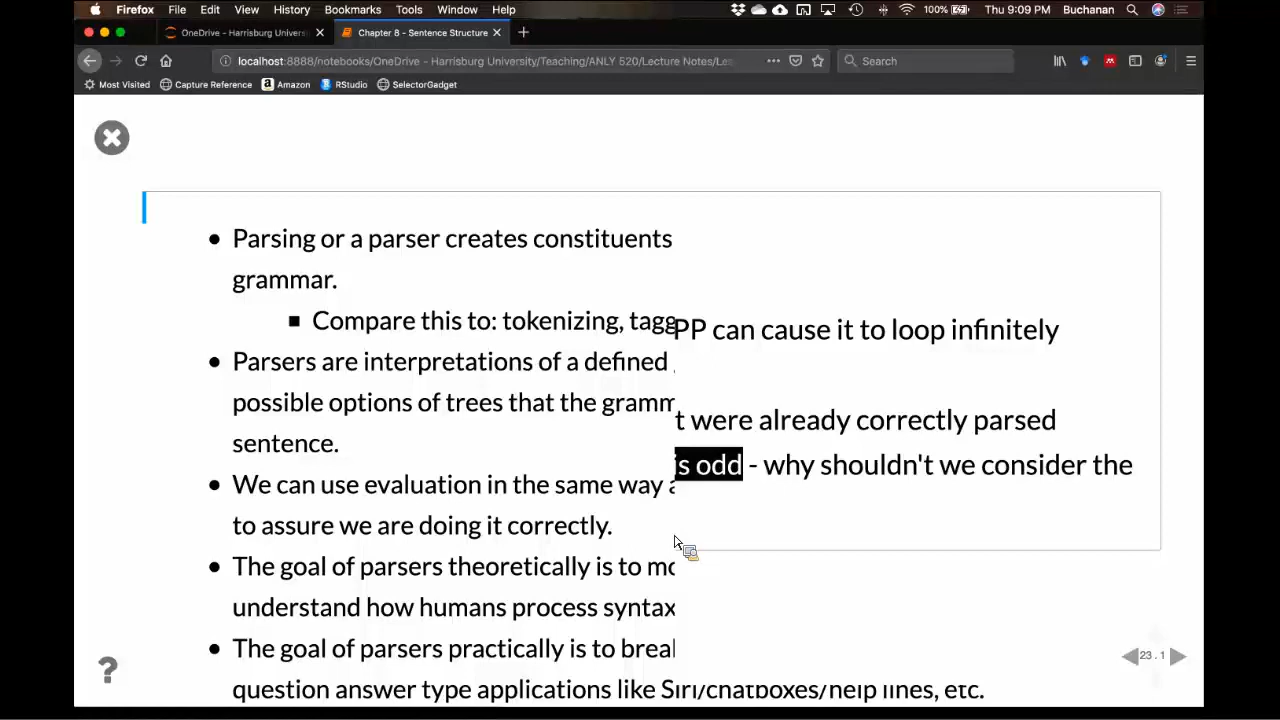 Firefox File Edit View History Bookmarks Tools Window Help 100% Thu 9:09 PM Buchanan
OneDrive - Harrisburg Universi Chapter 8 - Sentence Structure
localhost:8888/notebooks/OneDrive - Harrisburg University/Teaching/ANLY 520/Lecture Notes/Les Search
Most Visited Capture Reference Amazon RStudio SelectorGadget
Parsing or a parser creates constituents
grammar.
Compare this to: tokenizing, tagg
PP can cause it to loop infinitely
Parsers are interpretations of a defined
possible options of trees that the gramm
t were already correctly parsed
sentence.
is odd - why shouldn't we consider the
We can use evaluation in the same way a
to assure we are doing it correctly.
The goal of parsers theoretically is to mo
understand how humans process syntax
The goal of parsers practically is to break
question answer type applications like Siri/chatboxes/help lines, etc.
23.1
?